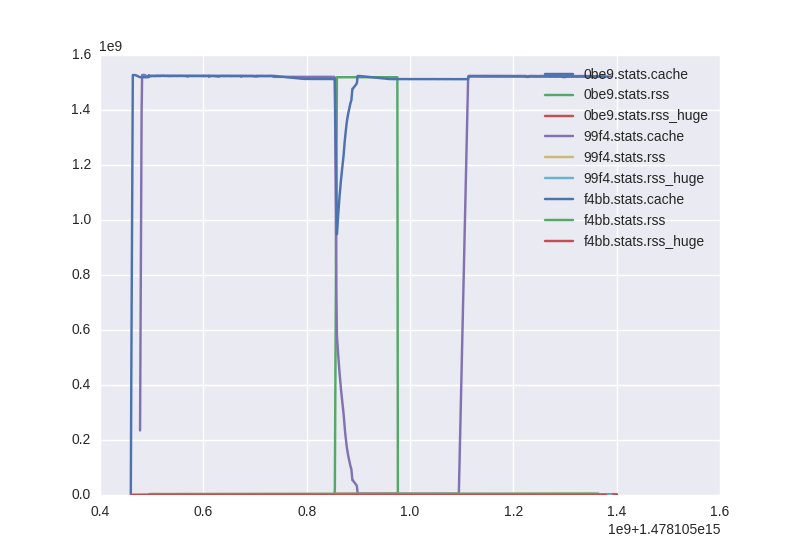 1e9
1.6
1.4
1.2
1.0
0.8
0.6
0.4
0.2
0.0
0be9.stats.cache
0be9.stats.rss
0be9.stats.rss_huge
99f4.stats.cache
99f4.stats.rss
99f4.stats.rss_huge
f4bb.stats.cache
f4bb.stats.rss
f4bb.stats.rss_huge
0.4 0.6 0.8 1.0 1.2 1.4 1.6
1e9+1.478105e15